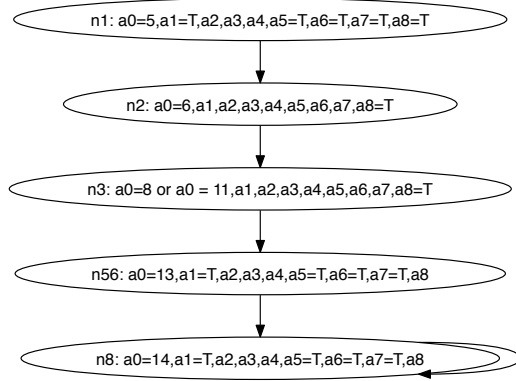 n1: a0=5,a1=T,a2,a3,a4,a5=T,a6=T,a7=T,a8=T
n2: a0=6,a1,a2,a3,a4,a5,a6,a7,a8=T
n3: a0=8 or a0 = 11,a1,a2,a3,a4,a5,a6,a7,a8=T
n56: a0=13,a1=T,a2,a3,a4,a5=T,a6=T,a7=T,a8
n8: a0=14,a1=T,a2,a3,a4,a5=T,a6=T,a7=T,a8